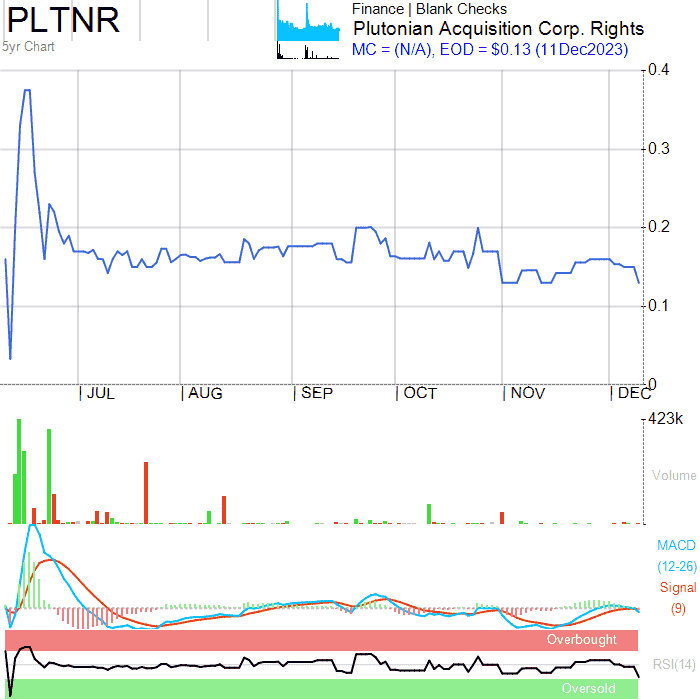 PLTNR
5yr Chart
Finance | Blank Checks
Plutonian Acquisition Corp. Rights
MC = (N/A), EOD = $0.13 (11Dec2023)
0.4
0.3
0.2
0.1
0
| JUL | AUG | SEP | OCT | NOV | DEC
423k
Volume
MACD
(12-26)
Signal
(9)
Overbought
RSI(14)
Oversold